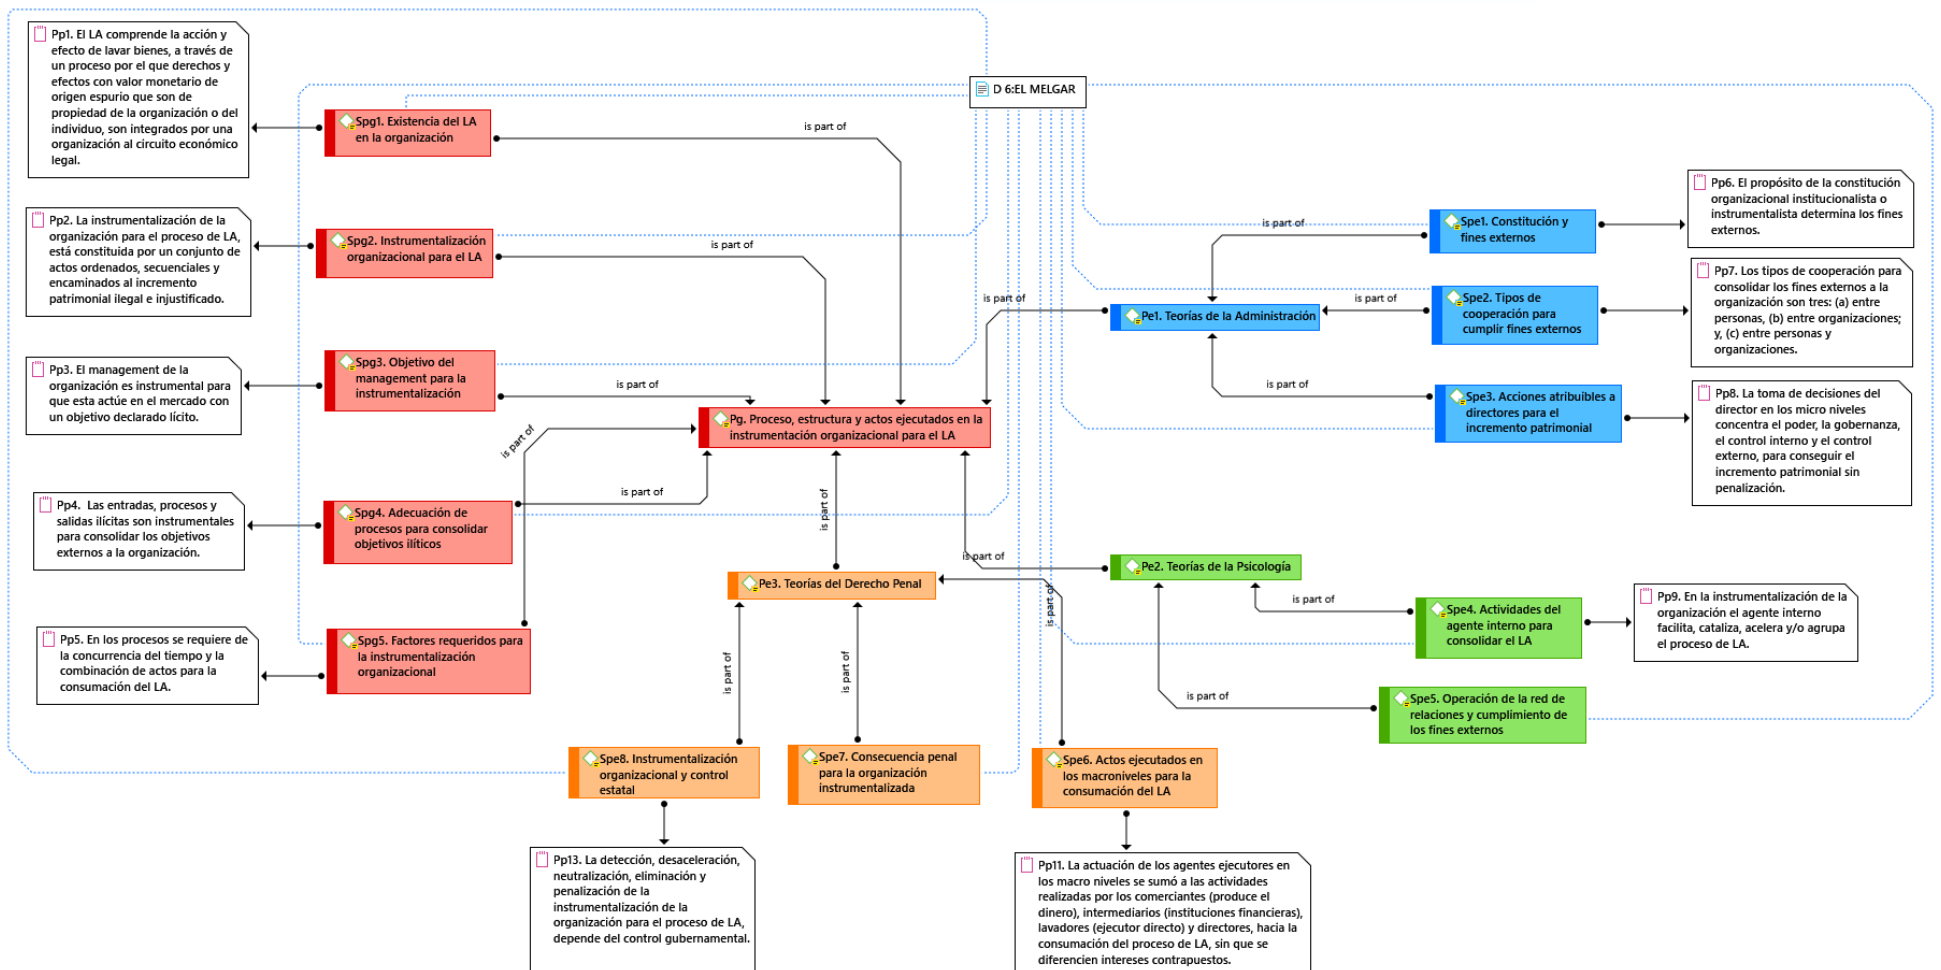 Pp1. El LA comprende la acción y
efecto de lavar bienes, a través de
un proceso por el que derechos y
efectos con valor monetario de
origen espurio que son de
propiedad de la organización o del
individuo, son integrados por una
organización al circuito económico
legal.
D 6:EL MELGAR
Spg1. Existencia del LA
en la organización
is part of
Pp2. La instrumentalización de la
organización para el proceso de LA,
está constituida por un conjunto de
actos ordenados, secuenciales y
encaminados al incremento
patrimonial ilegal e injustificado.
Spg2. Instrumentalización
organizacional para el LA
is part of
Pp3. El management de la
organización es instrumental para
que esta actúe en el mercado con
un objetivo declarado lícito.
Spg3. Objetivo del
management para la
instrumentalización
is part of
Pg. Proceso, estructura y actos ejecutados en la
instrumentación organizacional para el LA
is part of
Pp4. Las entradas, procesos y
salidas ilícitas son instrumentales
para consolidar los objetivos
externos a la organización.
Spg4. Adecuación de
procesos para consolidar
objetivos ilíticos
is part of
Pp5. En los procesos se requiere de
la concurrencia del tiempo y la
combinación de actos para la
consumación del LA.
Spg5. Factores requeridos para
la instrumentalización
organizacional
is part of
Pe1. Teorías de la Administración
is part of
Spe1. Constitución y
fines externos
is part of
Pp6. El propósito de la constitución
organizacional institucionalista o
instrumentalista determina los fines
externos.
Spe2. Tipos de
cooperación para
cumplir fines externos
is part of
Pp7. Los tipos de cooperación para
consolidar los fines externos a la
organización son tres: (a) entre
personas, (b) entre organizaciones;
y, (c) entre personas y
organizaciones.
Spe3. Acciones atribuibles a
directores para el
incremento patrimonial
is part of
Pp8. La toma de decisiones del
director en los micro niveles
concentra el poder, la gobernanza,
el control interno y el control
externo, para conseguir el
incremento patrimonial sin
penalización.
is part of
Pe3. Teorías del Derecho Penal
is part of
Pe2. Teorías de la Psicología
is part of
is part of
Spe4. Actividades del
agente interno para
consolidar el LA
Pp9. En la instrumentalización de la
organización el agente interno
facilita, cataliza, acelera y/o agrupa
el proceso de LA.
is part of
Spe5. Operación de la red de
relaciones y cumplimiento de
los fines externos
is part of
is part of
Spe8. Instrumentalización
organizacional y control
estatal
Spe7. Consecuencia penal
para la organización
instrumentalizada
Spe6. Actos ejecutados en
los macroniveles para la
consumación del LA
Pp13. La detección, desaceleración,
neutralización, eliminación y
penalización de la
instrumentalización de la
organización para el proceso de LA,
depende del control gubernamental.
Pp11. La actuación de los agentes ejecutores en
los macro niveles se sumó a las actividades
realizadas por los comerciantes (produce el
dinero), intermediarios (instituciones financieras),
lavadores (ejecutor directo) y directores, hacia la
consumación del proceso de LA, sin que se
diferencien intereses contrapuestos.